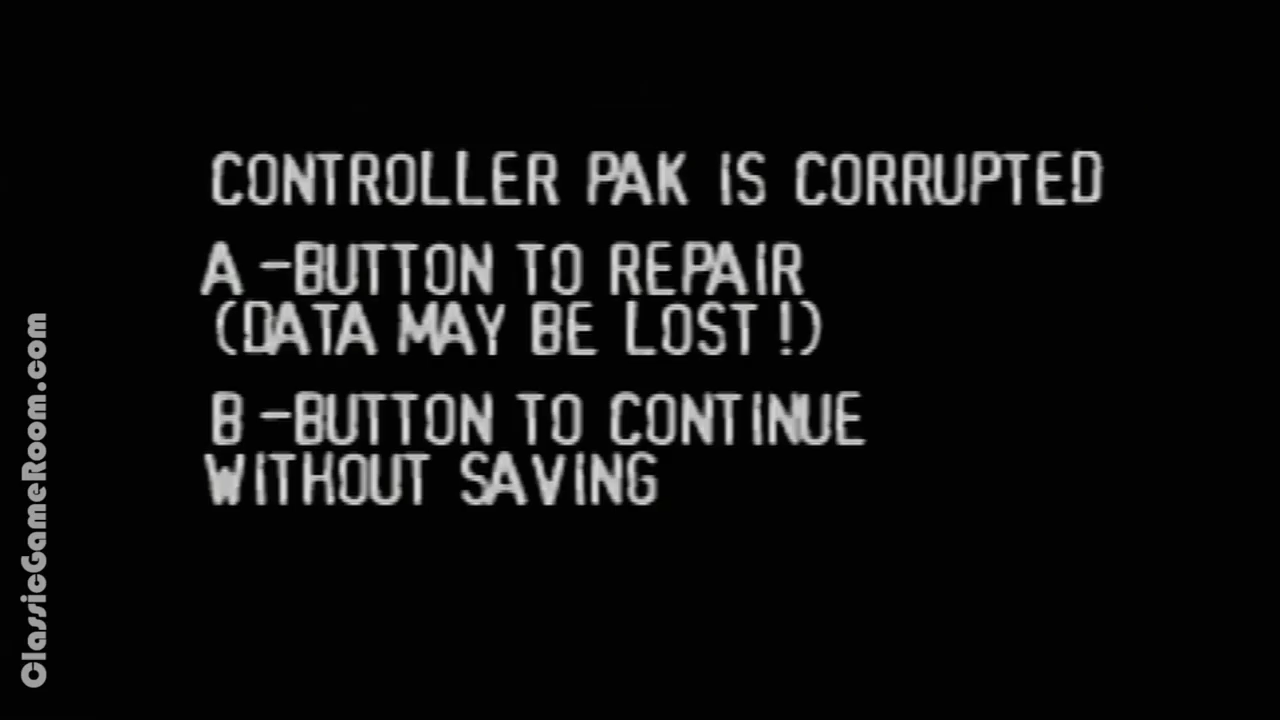 CONTROLLER PAK IS CORRUPTED
A-BUTTON TO REPAIR
(DATA MAY BE LOST!)
B-BUTTON TO CONTINUE
WITHOUT SAVING
ClassicGameRoom.com